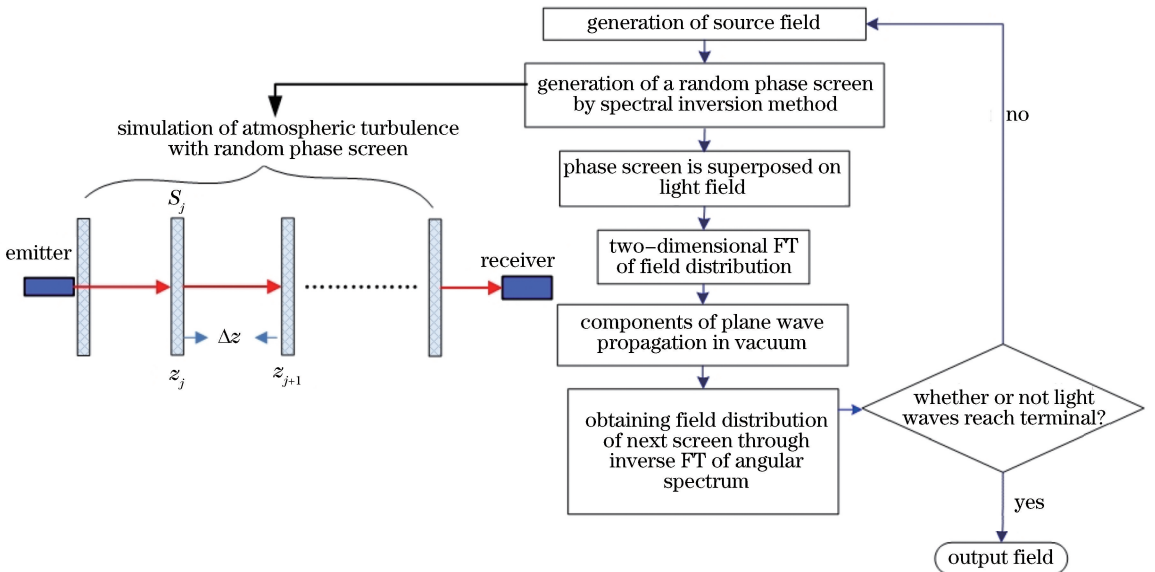 generation of source field
generation of a random phase screen
by spectral inversion method
no
simulation of atmospheric turbulence
with random phase screen
phase screen is superposed on
light field
S_j
emitter
two-dimensional FT
of field distribution
receiver
Δz
components of plane wave
propagation in vacuum
z_j
z_{j+1}
obtaining field distribution
of next screen through
inverse FT of angular
spectrum
whether or not light
waves reach terminal?
yes
output field